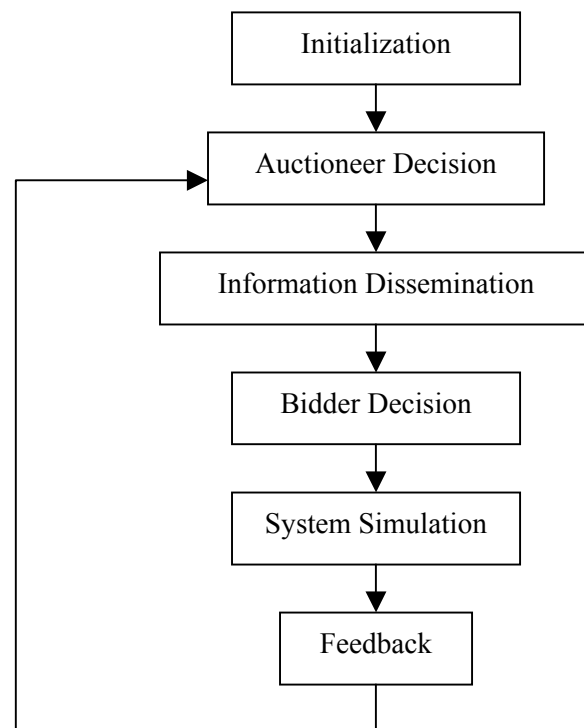 Initialization
Auctioneer Decision
Information Dissemination
Bidder Decision
System Simulation
Feedback